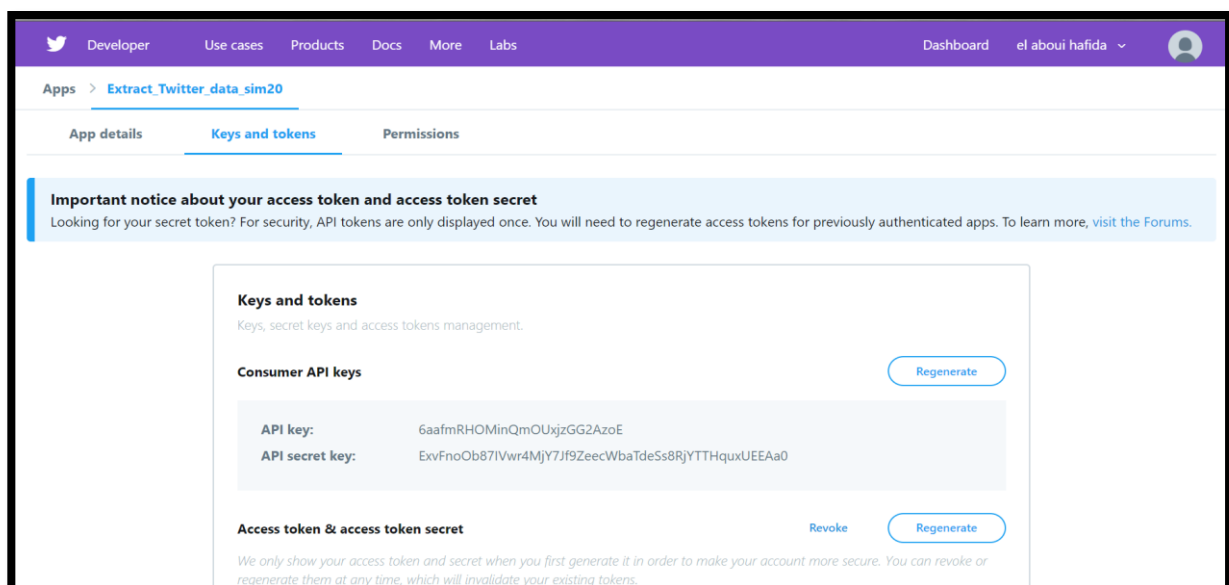 Developer Use cases Products Docs More Labs Dashboard el aboui hafida
Apps > Extract_Twitter_data_sim20
App details Keys and tokens Permissions
Important notice about your access token and access token secret
Looking for your secret token? For security, API tokens are only displayed once. You will need to regenerate access tokens for previously authenticated apps. To learn more, visit the Forums.
Keys and tokens
Keys, secret keys and access tokens management.
Consumer API keys Regenerate
API key: 6aafmRHOMinQmOUxjzGG2AzoE
API secret key: ExvFnoOb87IVwr4MjY7Jf9ZeecWbaTdeSs8RjYTTHquxUEEAa0
Access token & access token secret Revoke Regenerate
We only show your access token and secret when you first generate it in order to make your account more secure. You can revoke or
regenerate them at any time, which will invalidate your existing tokens.